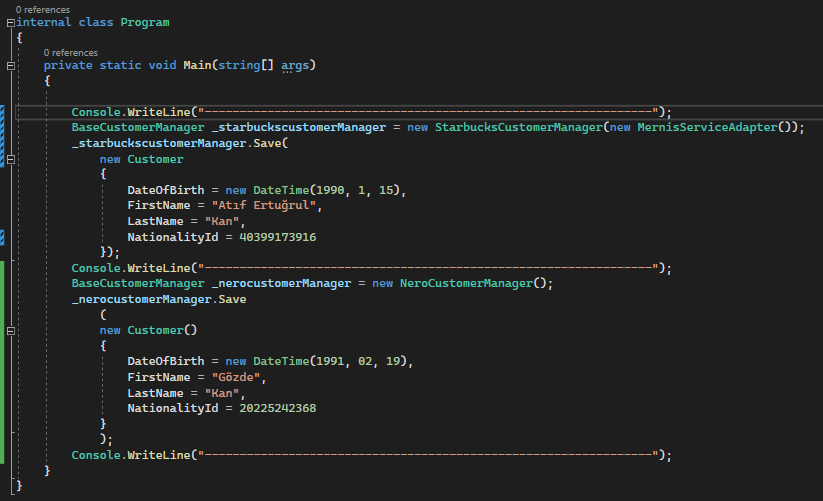 0 references
internal class Program
{
0 references
private static void Main(string[] args)
{
Console.WriteLine("----------------------------------------------------------------");
BaseCustomerManager _starbuckscustomerManager = new StarbucksCustomerManager(new MernisServiceAdapter());
_starbuckscustomerManager.Save(
new Customer
{
DateOfBirth = new DateTime(1990, 1, 15),
FirstName = "Atıf Ertuğrul",
LastName = "Kan",
NationalityId = 40399173916
});
Console.WriteLine("----------------------------------------------------------------");
BaseCustomerManager _nerocustomerManager = new NeroCustomerManager();
_nerocustomerManager.Save
(
new Customer()
{
DateOfBirth = new DateTime(1991, 02, 19),
FirstName = "Gözde",
LastName = "Kan",
NationalityId = 20225242368
}
);
Console.WriteLine("----------------------------------------------------------------");
}
}